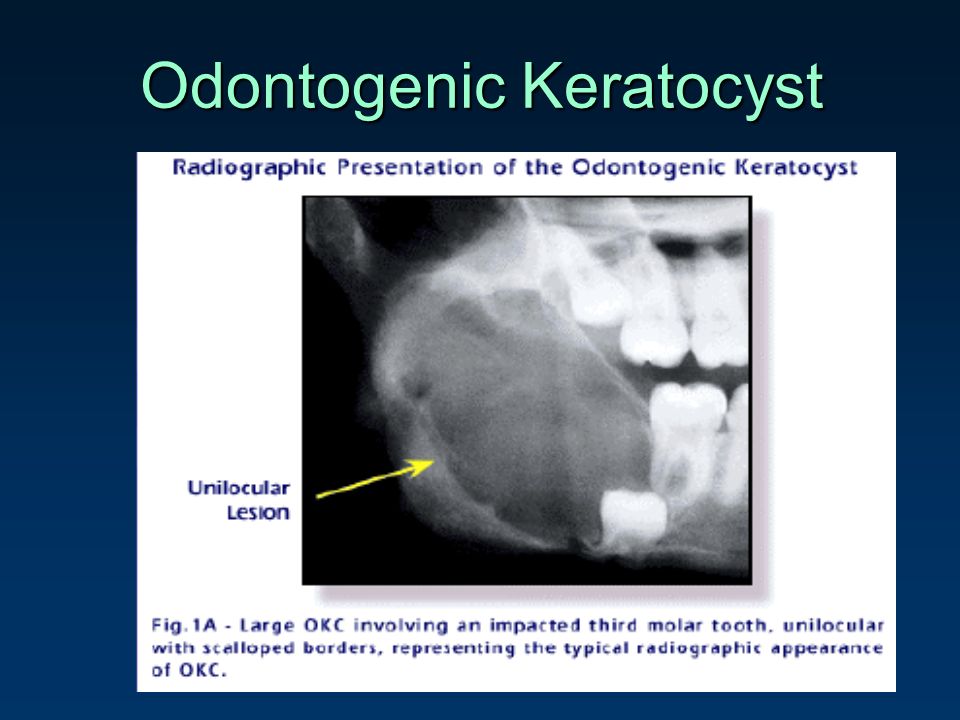 Odontogenic Keratocyst
Radiographic Presentation of the Odontogenic Keratocyst
Unilocular
Lesion
Fig.1A - Large OKC involving an impacted third molar tooth, unilocular
with scalloped borders, representing the typical radiographic appearance
of OKC.